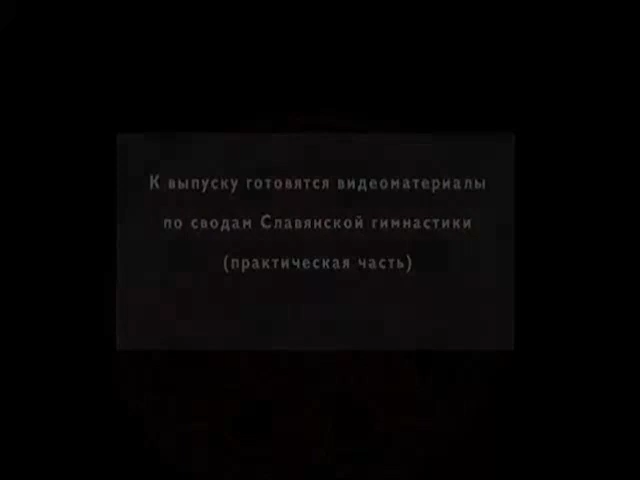 К выпуску готовятся видеоматериалы
по сводам Славянской гимнастики
(практическая часть)